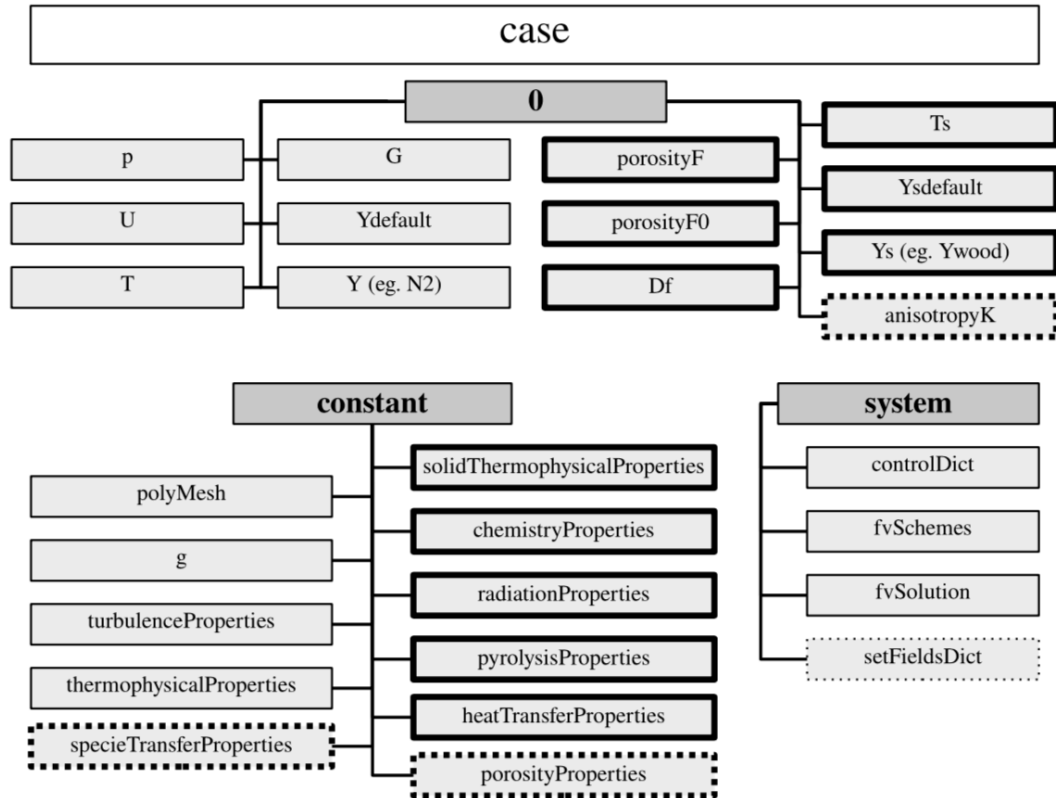 case
0
p
G
porosityF
Ts
U
Ydefault
porosityF0
Ysdefault
T
Y (eg. N2)
Df
Ys (eg. Ywood)
anisotropyK
constant
system
polyMesh
g
turbulenceProperties
thermophysicalProperties
specieTransferProperties
solidThermophysicalProperties
chemistryProperties
radiationProperties
pyrolysisProperties
heatTransferProperties
porosityProperties
controlDict
fvSchemes
fvSolution
setFieldsDict